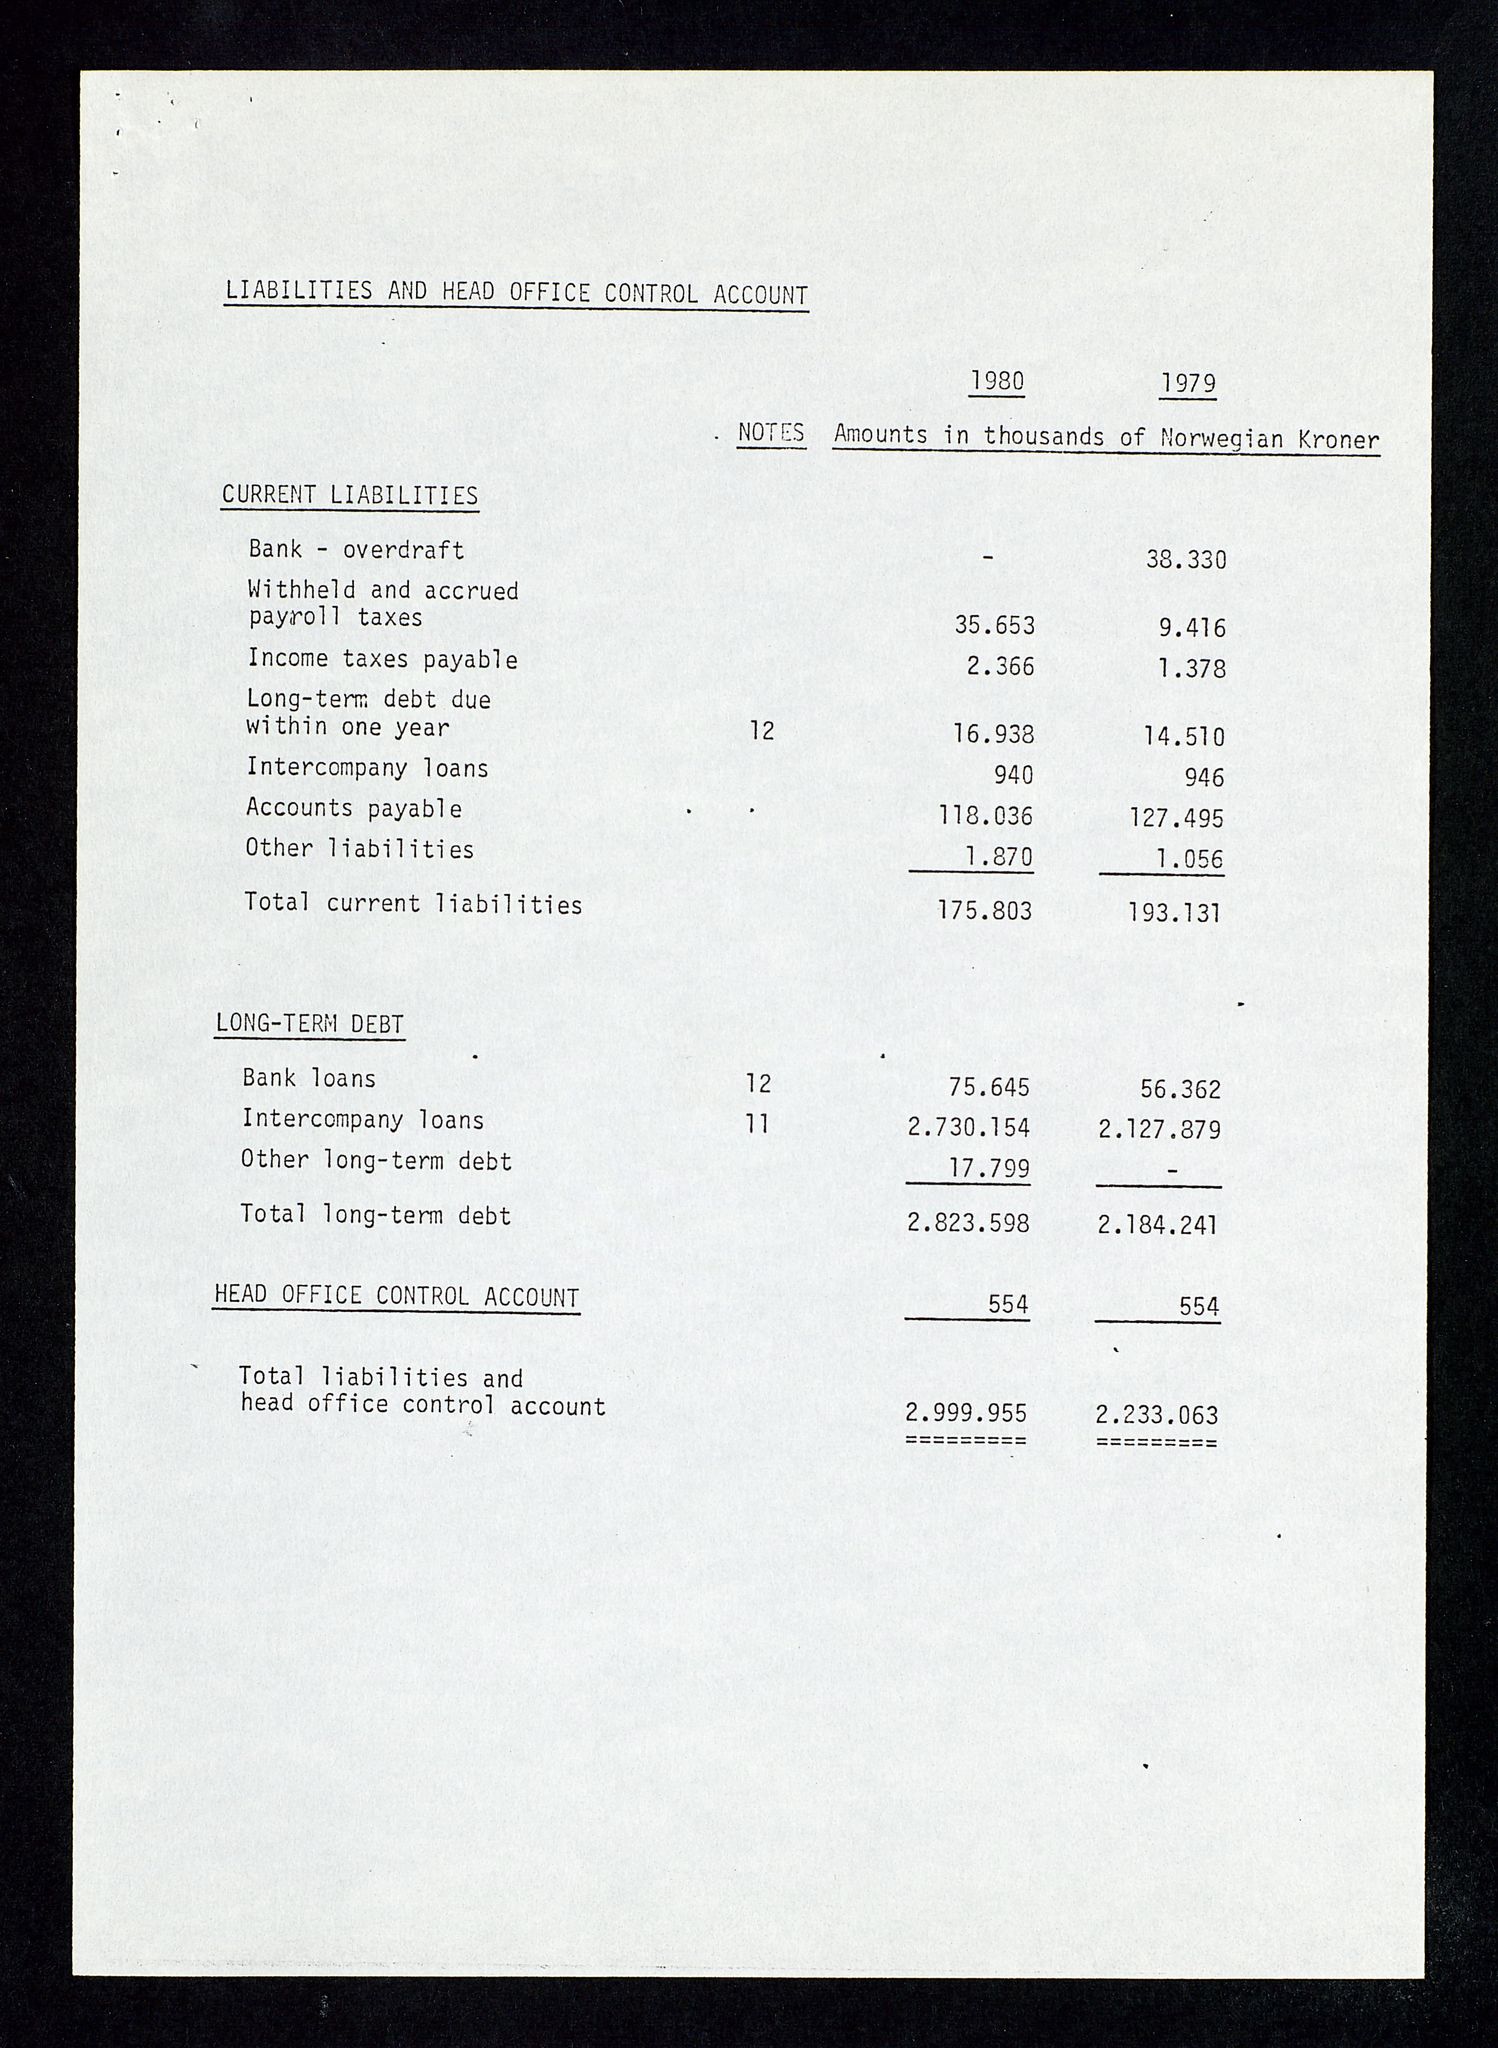 LIABILITIES AND HEAD OFFICE CONTROL ACCOUNT
1980 1979
NOTES Amounts in thousands of Norwegian Kroner
CURRENT LIABILITIES
Bank - overdraft - 38.330
Withheld and accrued
payroll taxes 35.653 9.416
Income taxes payable 2.366 1.378
Long-term debt due
within one year 12 16.938 14.510
Intercompany loans 940 946
Accounts payable 118.036 127.495
Other liabilities 1.870 1.056
Total current liabilities 175.803 193.131
LONG-TERM DEBT
Bank loans 12 75.645 56.362
Intercompany loans 11 2.730.154 2.127.879
Other long-term debt 17.799 -
Total long-term debt 2.823.598 2.184.241
HEAD OFFICE CONTROL ACCOUNT 554 554
Total liabilities and
head office control account 2.999.955 2.233.063
========= =========